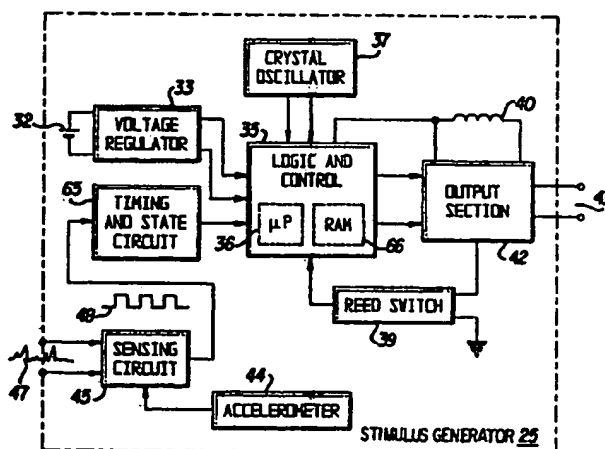 CRYSTAL
OSCILLATOR
37
33
32
VOLTAGE
REGULATOR
35
LOGIC AND
CONTROL
36
µP
RAM
66
40
OUTPUT
SECTION
42
65
TIMING
AND STATE
CIRCUIT
REED SWITCH
39
48
47
SENSING
CIRCUIT
45
44
ACCELEROMETER
STIMULUS GENERATOR 25